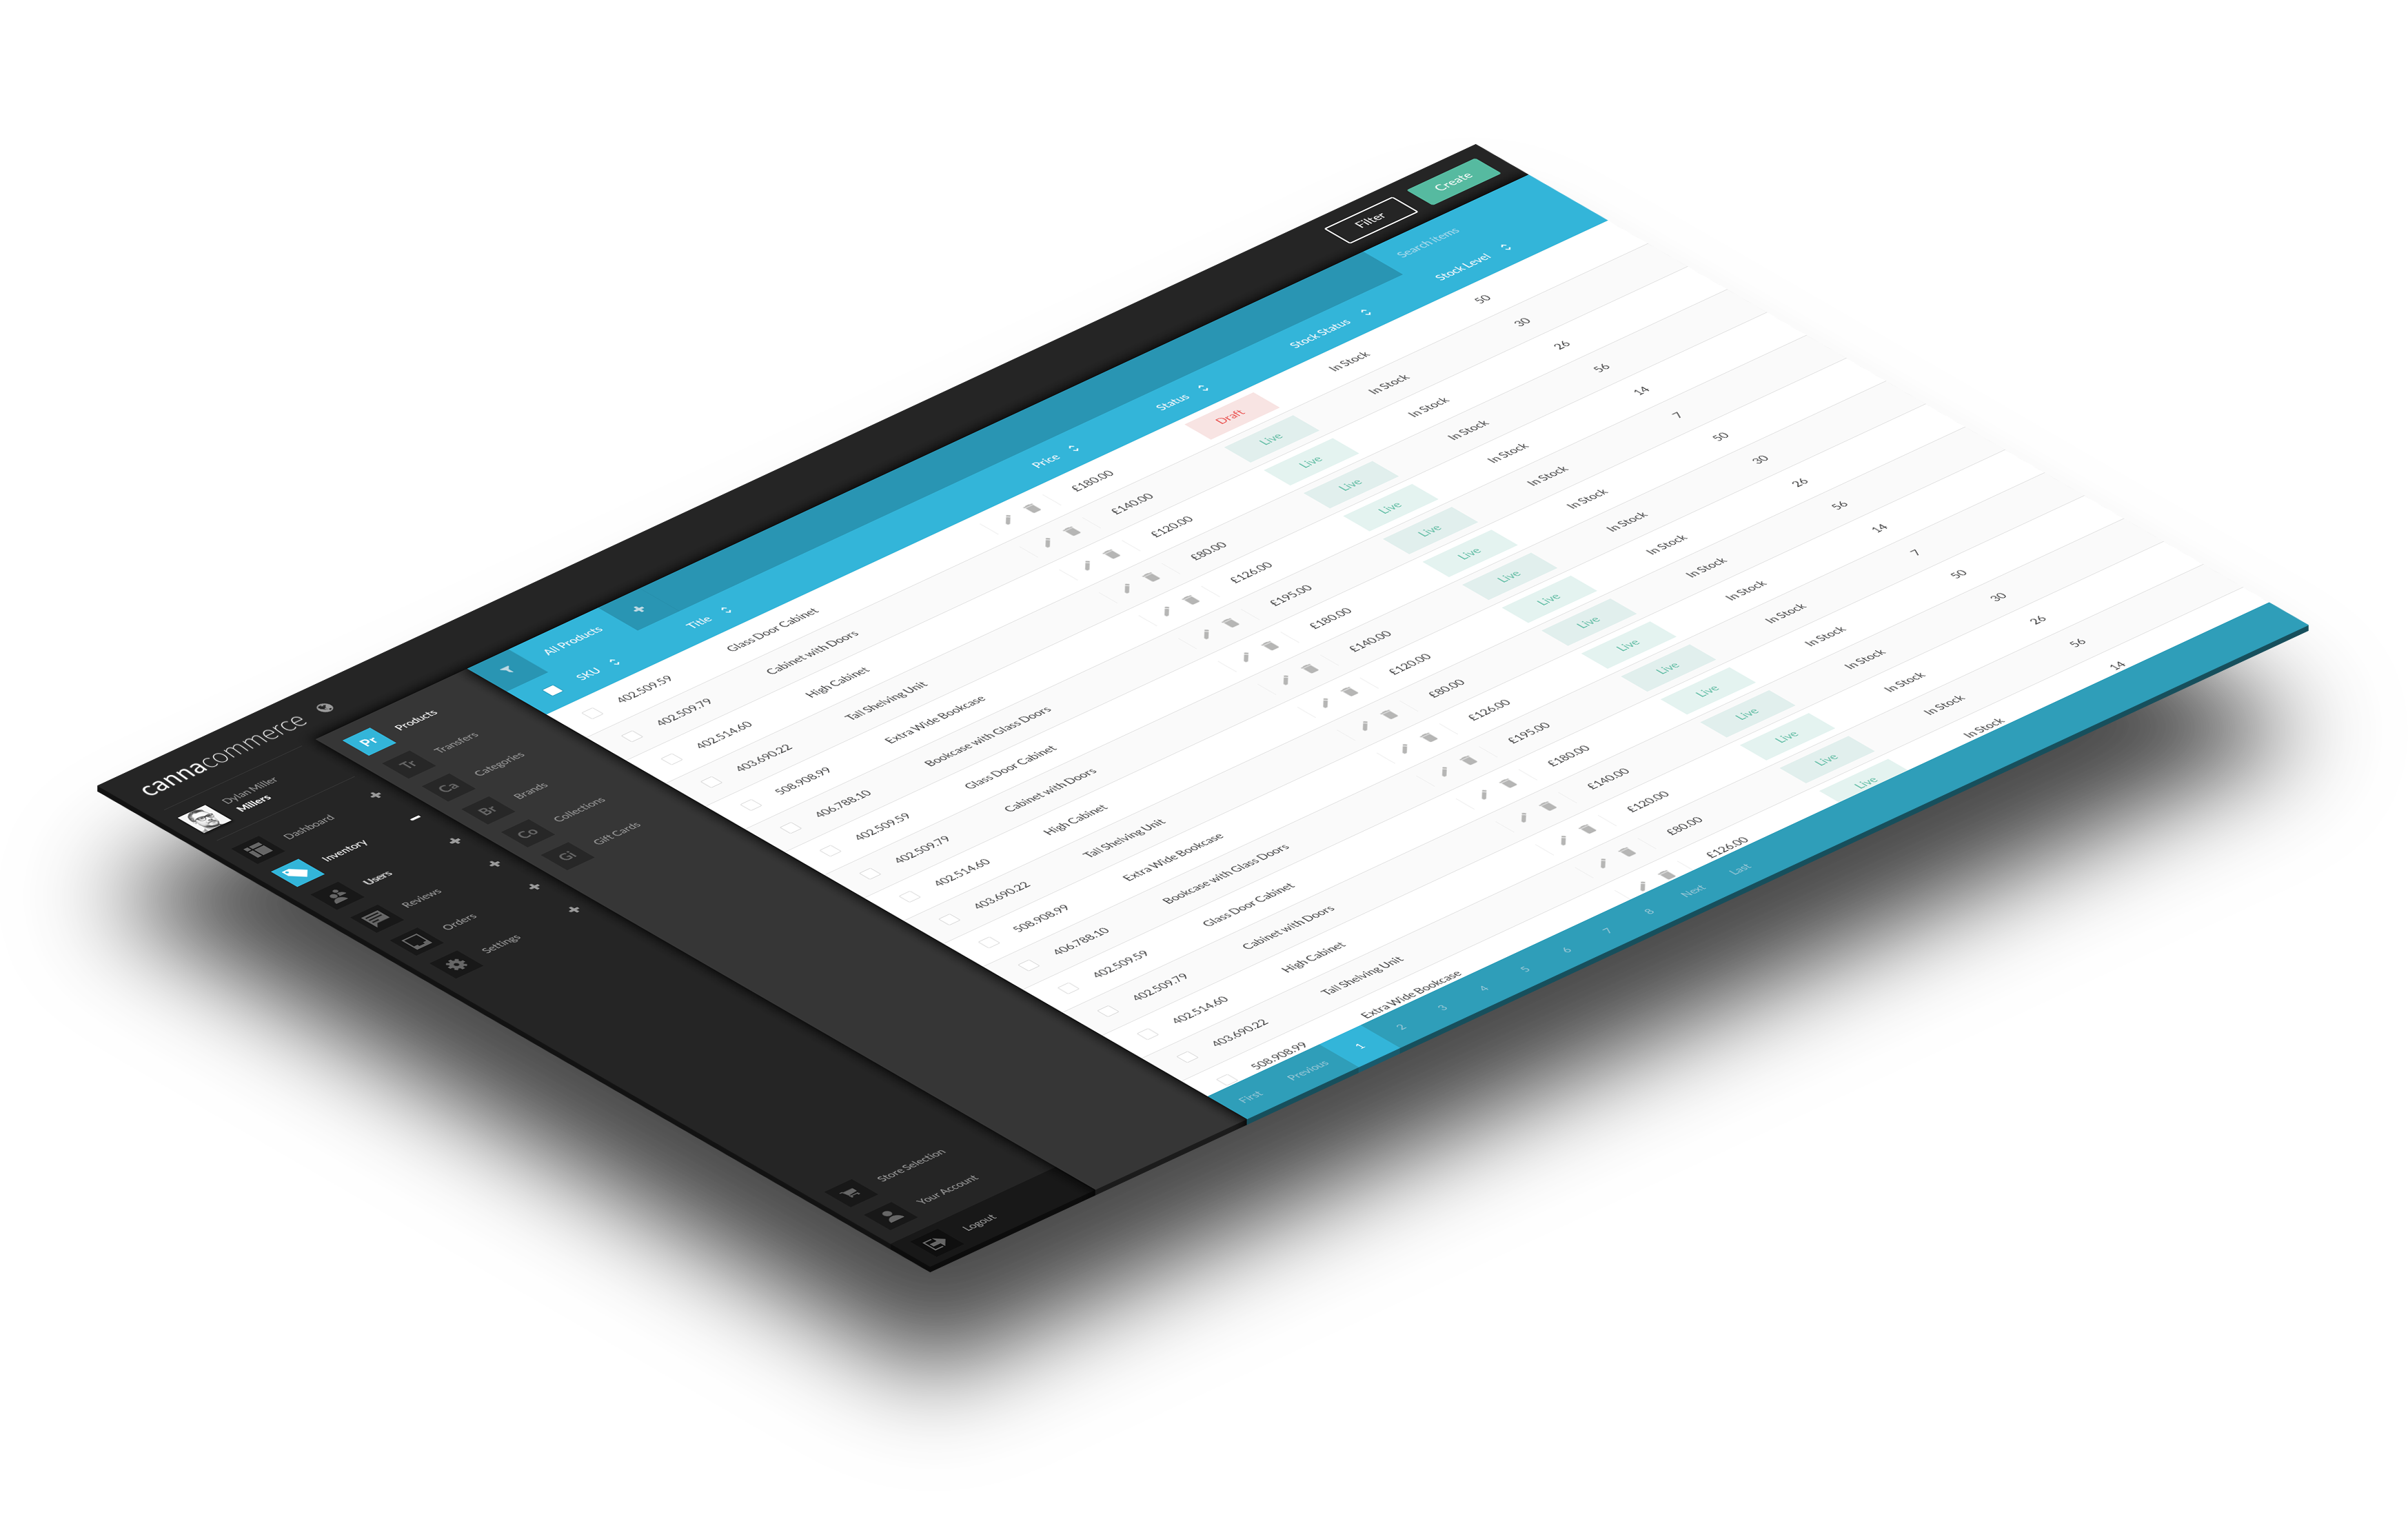 cannacommerce
Dylan Miller
Millers
Dashboard
Inventory
Users
Reviews
Orders
Settings
Store Selection
Your Account
Logout
Pr Products
Tr Transfers
Ca Categories
Br Brands
Co Collections
Gi Gift Cards
Filter Create
All Products Search items
SKU Title Price Status Stock Status Stock Level
402.509.59 Glass Door Cabinet £180.00 Draft In Stock 50
402.509.79 Cabinet with Doors £140.00 Live In Stock 30
402.514.60 High Cabinet £120.00 Live In Stock 26
403.690.22 Tall Shelving Unit £80.00 Live In Stock 56
508.908.99 Extra Wide Bookcase £126.00 Live In Stock 14
406.788.10 Bookcase with Glass Doors £195.00 Live In Stock 7
402.509.59 Glass Door Cabinet £180.00 Live In Stock 50
402.509.79 Cabinet with Doors £140.00 Live In Stock 30
402.514.60 High Cabinet £120.00 Live In Stock 26
403.690.22 Tall Shelving Unit £80.00 Live In Stock 56
508.908.99 Extra Wide Bookcase £126.00 Live In Stock 14
406.788.10 Bookcase with Glass Doors £195.00 Live In Stock 7
402.509.59 Glass Door Cabinet £180.00 Live In Stock 50
402.509.79 Cabinet with Doors £140.00 Live In Stock 30
402.514.60 High Cabinet £120.00 Live In Stock 26
403.690.22 Tall Shelving Unit £80.00 Live In Stock 56
508.908.99 Extra Wide Bookcase £126.00 Live In Stock 14
First Previous 1 2 3 4 5 6 7 8 Next Last